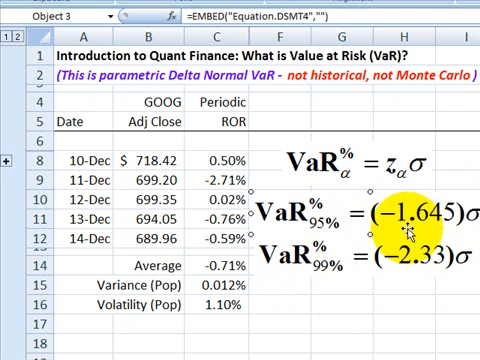 Object 3 =EMBED("Equation.DSMT4","")
1 2 A B C D E F G H I
1 Introduction to Quant Finance: What is Value at Risk (VaR)?
2 (This is parametric Delta Normal VaR - not historical, not Monte Carlo)
4 GOOG Periodic
5 Date Adj Close ROR
6
8 10-Dec $ 718.42 0.50%
9 11-Dec 699.20 -2.71%
10 12-Dec 699.35 0.02%
11 13-Dec 694.05 -0.76%
12 14-Dec 689.96 -0.59%
14 Average -0.71%
15 Variance (Pop) 0.012%
16 Volatility (Pop) 1.10%
17
18
VaR%α = zασ
VaR%95% = (−1.645)σ
VaR%99% = (−2.33)σ